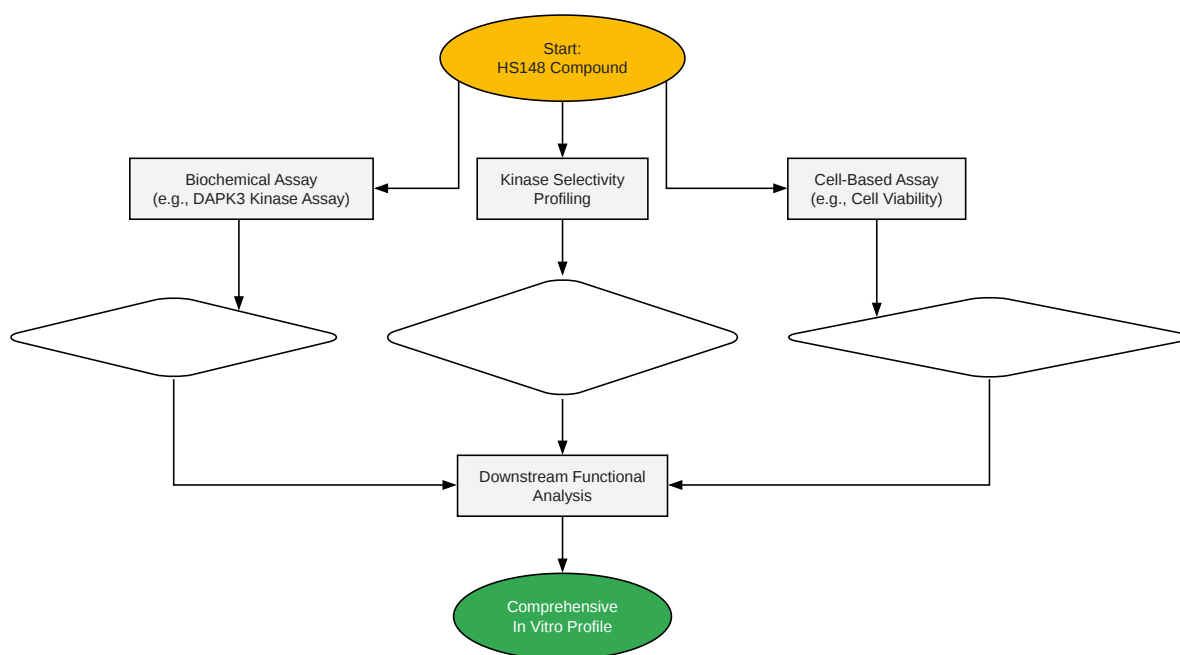 Start:
HS148 Compound
Biochemical Assay
(e.g., DAPK3 Kinase Assay)
Kinase Selectivity
Profiling
Cell-Based Assay
(e.g., Cell Viability)
Downstream Functional
Analysis
Comprehensive
In Vitro Profile